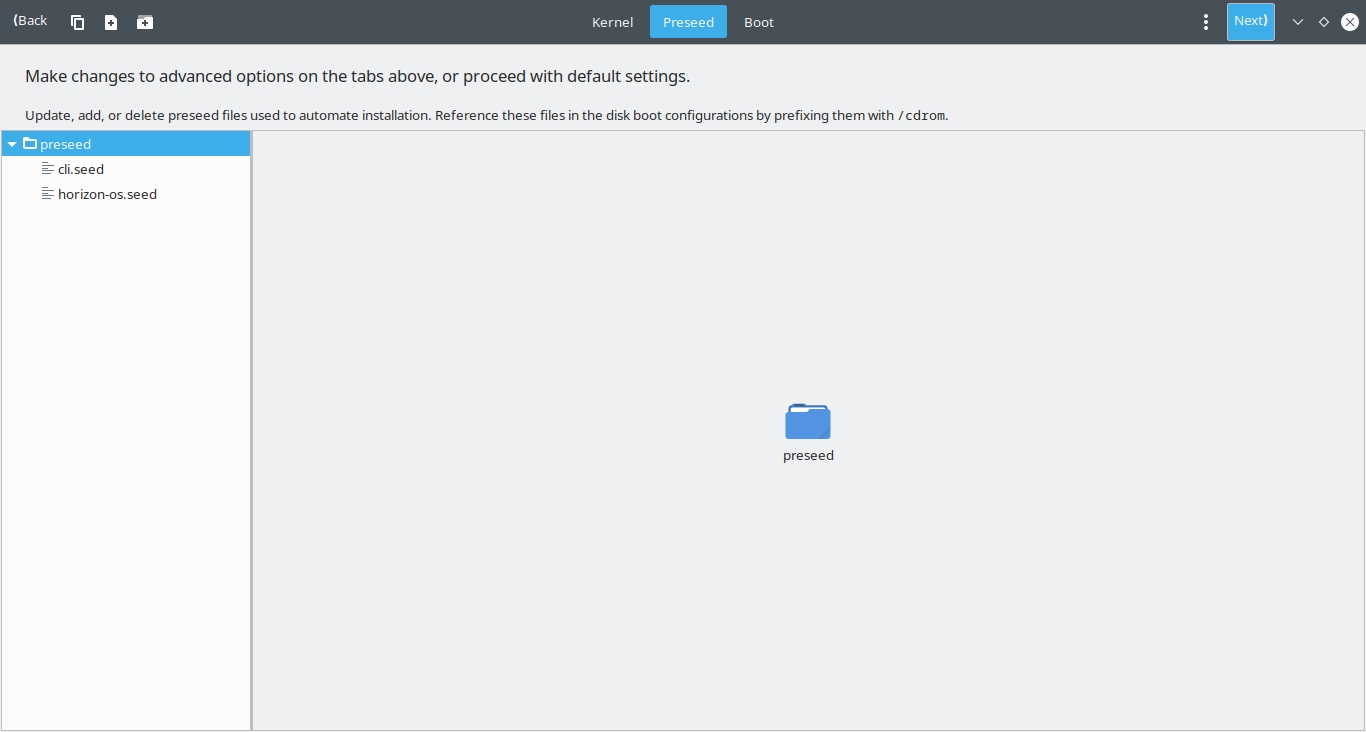 ⟨Back
Kernel
Preseed
Boot
Next⟩
Make changes to advanced options on the tabs above, or proceed with default settings.
Update, add, or delete preseed files used to automate installation. Reference these files in the disk boot configurations by prefixing them with /cdrom.
preseed
cli.seed
horizon-os.seed
preseed